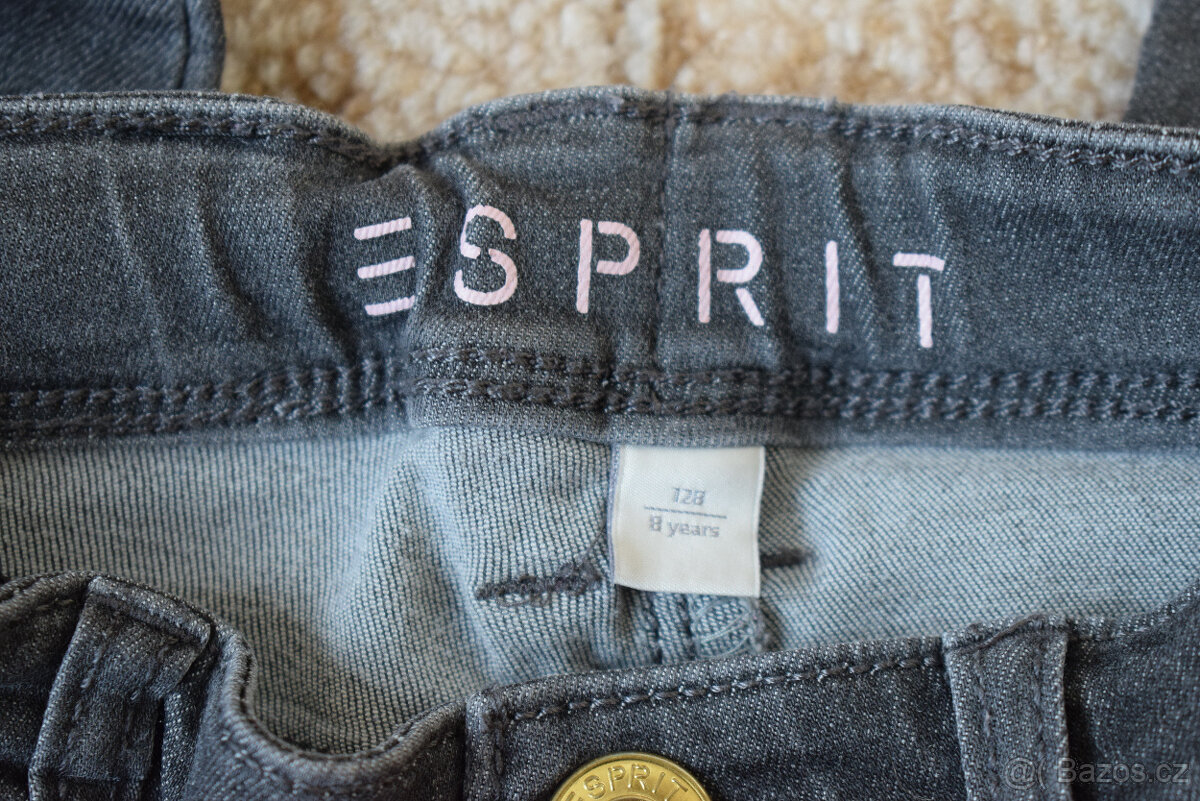 ESPRIT
128
8 years
ESPRIT
@ Bazos.cz